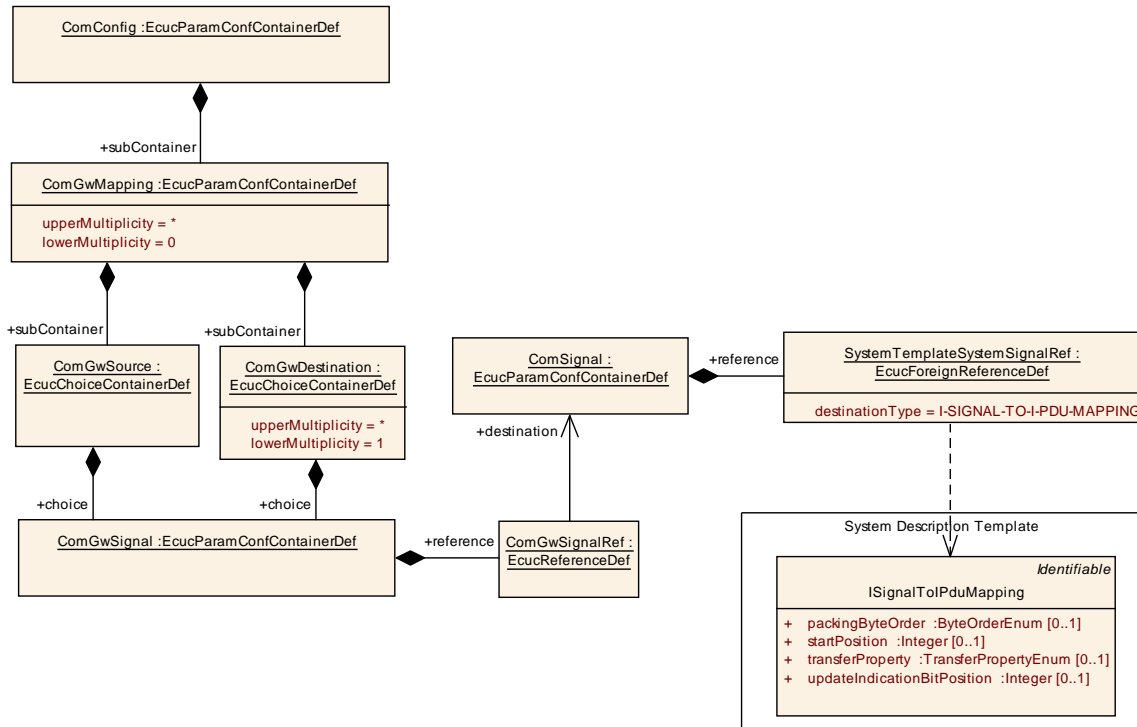 ComConfig :EcucParamConfContainerDef
+subContainer
ComGwMapping :EcucParamConfContainerDef
upperMultiplicity = *
lowerMultiplicity = 0
+subContainer
+subContainer
ComGwSource :
EcucChoiceContainerDef
ComGwDestination :
EcucChoiceContainerDef
upperMultiplicity = *
lowerMultiplicity = 1
+choice
+choice
ComGwSignal :EcucParamConfContainerDef
+reference
ComGwSignalRef :
EcucReferenceDef
+destination
ComSignal :
EcucParamConfContainerDef
+reference
SystemTemplateSystemSignalRef :
EcucForeignReferenceDef
destinationType = I-SIGNAL-TO-I-PDU-MAPPING
System Description Template
Identifiable
ISignalToIPduMapping
+ packingByteOrder :ByteOrderEnum [0..1]
+ startPosition :Integer [0..1]
+ transferProperty :TransferPropertyEnum [0..1]
+ updateIndicationBitPosition :Integer [0..1]